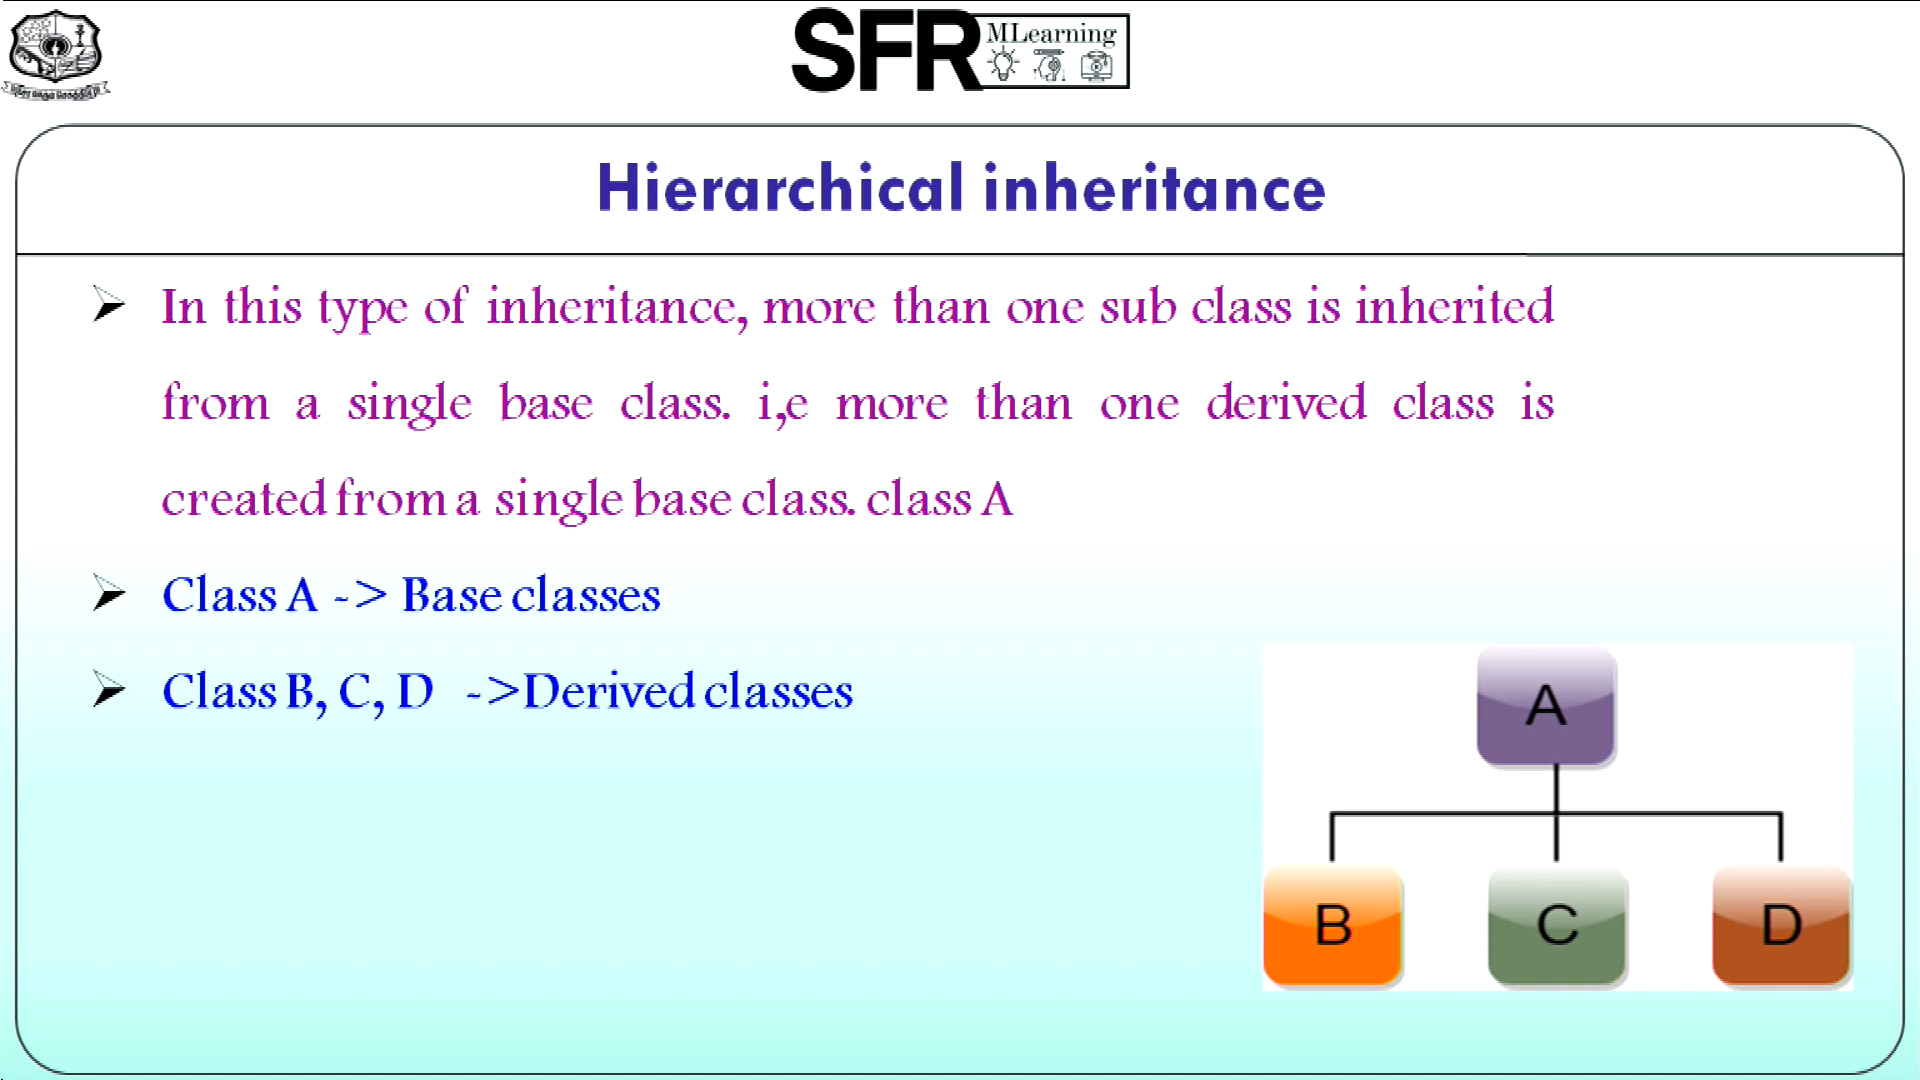 SFR MLearning
Hierarchical inheritance
In this type of inheritance, more than one sub class is inherited
from a single base class. i,e more than one derived class is
created from a single base class. class A
Class A -> Base classes
Class B, C, D ->Derived classes
A
B C D